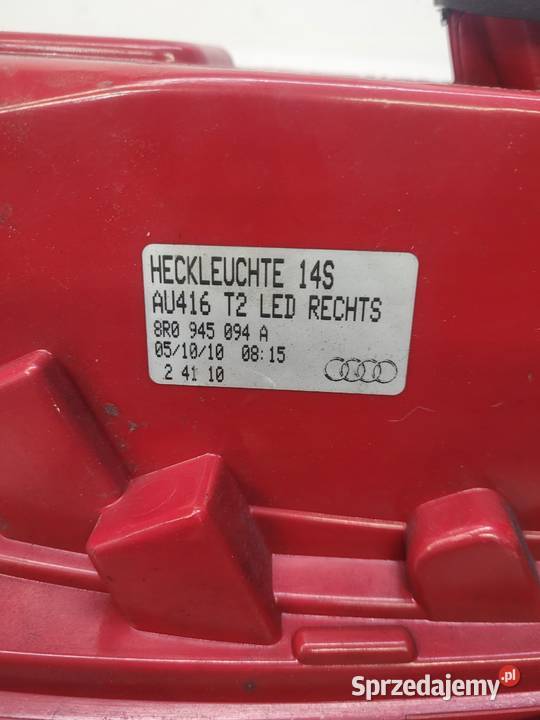 HECKLEUCHTE 14S
AU416 T2 LED RECHTS
8R0 945 094 A
05/10/10 08:15
2 41 10
Sprzedajemy.pl